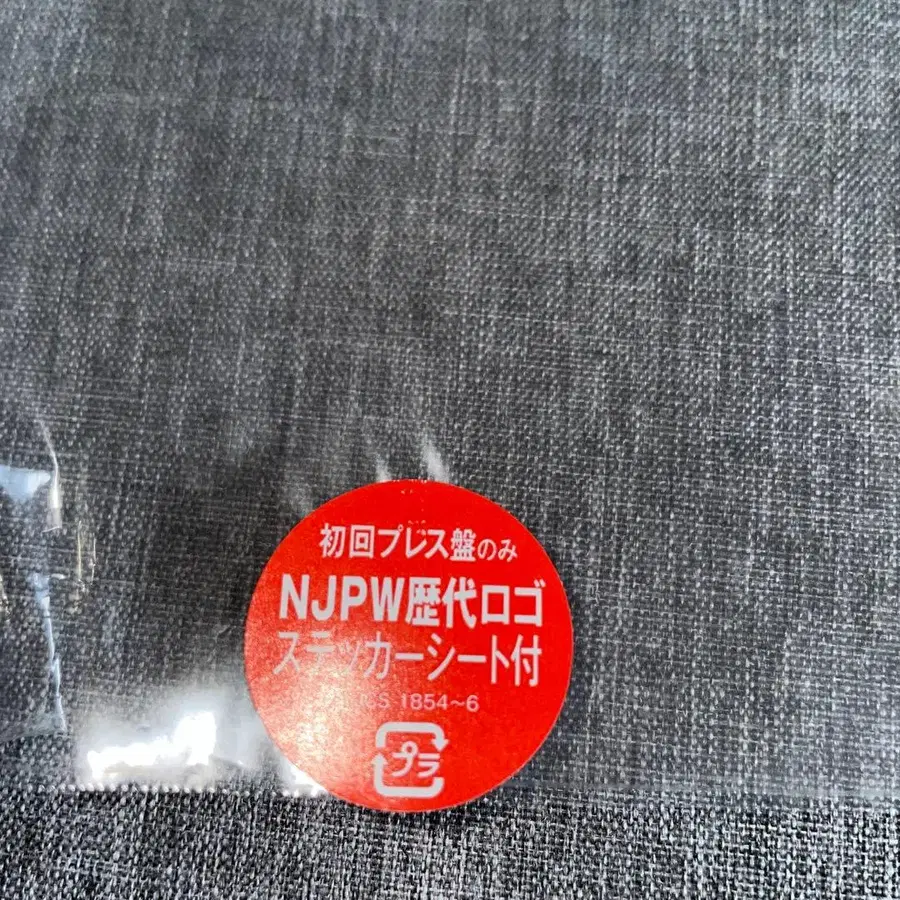 初回プレス盤のみ
NJPW歴代ロゴ
ステッカーシート付
1854〜6
プラ